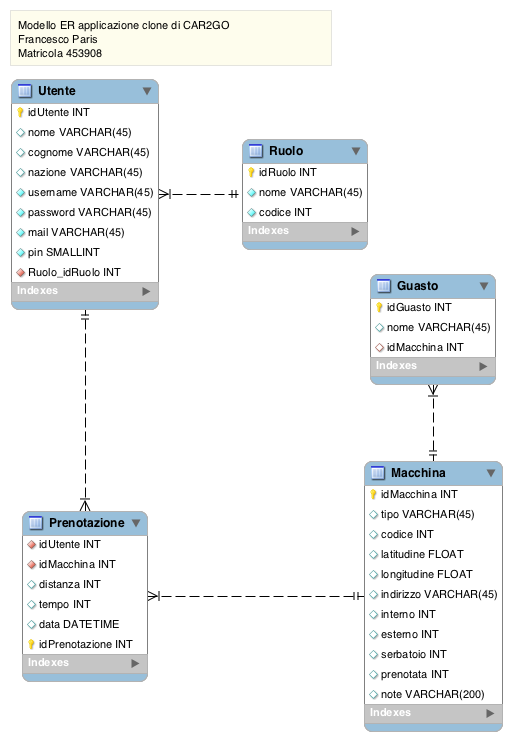 Modello ER applicazione clone di CAR2GO
Francesco Paris
Matricola 453908
Utente
idUtente INT
nome VARCHAR(45)
cognome VARCHAR(45)
nazione VARCHAR(45)
username VARCHAR(45)
password VARCHAR(45)
mail VARCHAR(45)
pin SMALLINT
Ruolo_idRuolo INT
Indexes
Ruolo
idRuolo INT
nome VARCHAR(45)
codice INT
Indexes
Guasto
idGuasto INT
nome VARCHAR(45)
idMacchina INT
Indexes
Prenotazione
idUtente INT
idMacchina INT
distanza INT
tempo INT
data DATETIME
idPrenotazione INT
Indexes
Macchina
idMacchina INT
tipo VARCHAR(45)
codice INT
latitudine FLOAT
longitudine FLOAT
indirizzo VARCHAR(45)
interno INT
esterno INT
serbatoio INT
prenotata INT
note VARCHAR(200)
Indexes